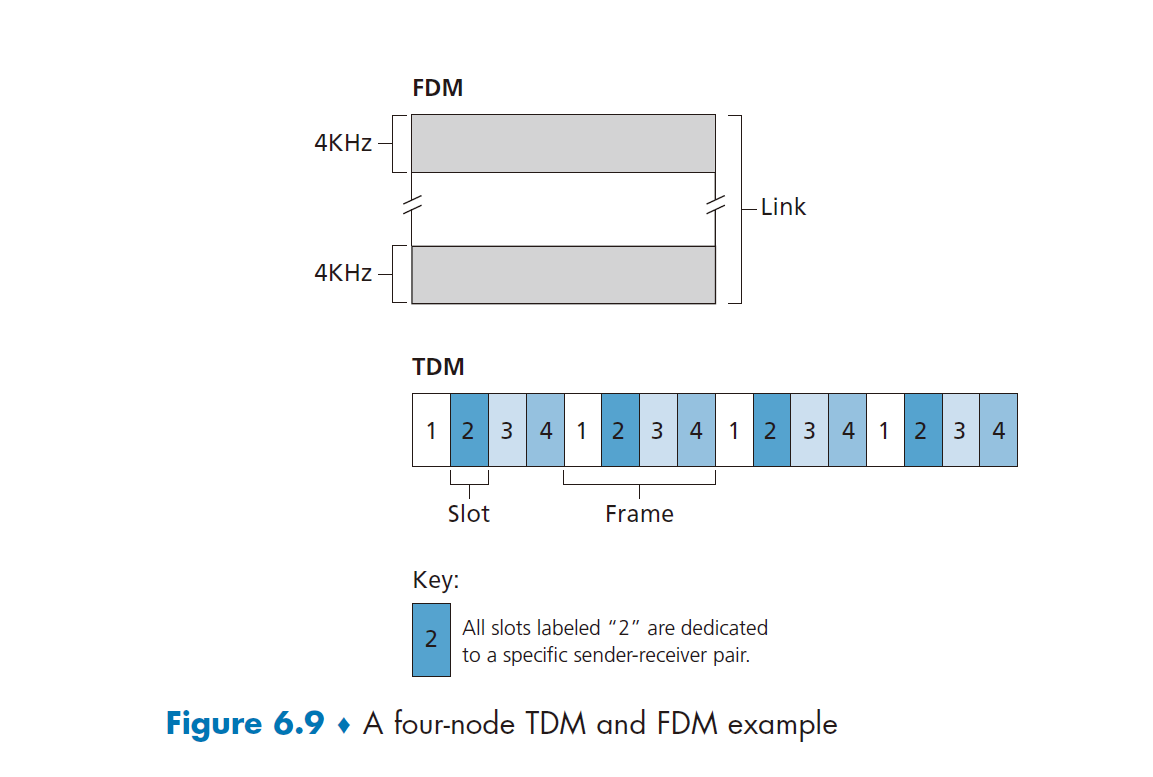 FDM
4KHz
Link
4KHz
TDM
1 2 3 4 1 2 3 4 1 2 3 4 1 2 3 4
Slot Frame
Key:
2
All slots labeled “2” are dedicated
to a specific sender-receiver pair.
Figure 6.9 ♦ A four-node TDM and FDM example